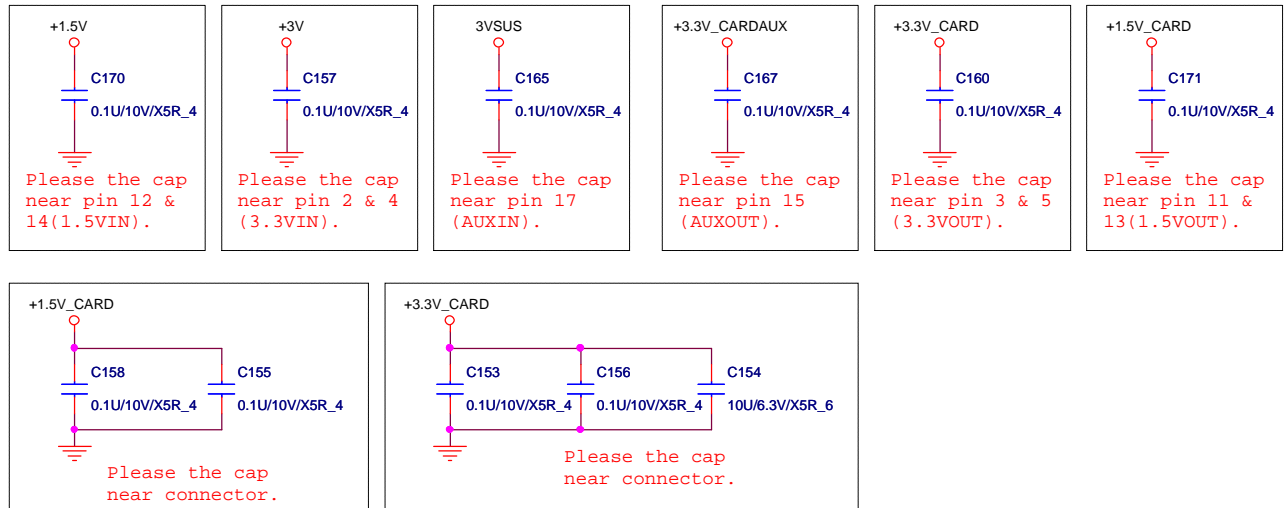 +1.5V
C170
0.1U/10V/X5R_4
Please the cap
near pin 12 &
14(1.5VIN).
+3V
C157
0.1U/10V/X5R_4
Please the cap
near pin 2 & 4
(3.3VIN).
3VSUS
C165
0.1U/10V/X5R_4
Please the cap
near pin 17
(AUXIN).
+3.3V_CARDAUX
C167
0.1U/10V/X5R_4
Please the cap
near pin 15
(AUXOUT).
+3.3V_CARD
C160
0.1U/10V/X5R_4
Please the cap
near pin 3 & 5
(3.3VOUT).
+1.5V_CARD
C171
0.1U/10V/X5R_4
Please the cap
near pin 11 &
13(1.5VOUT).
+1.5V_CARD
C158
0.1U/10V/X5R_4
C155
0.1U/10V/X5R_4
Please the cap
near connector.
+3.3V_CARD
C153
0.1U/10V/X5R_4
C156
0.1U/10V/X5R_4
C154
10U/6.3V/X5R_6
Please the cap
near connector.